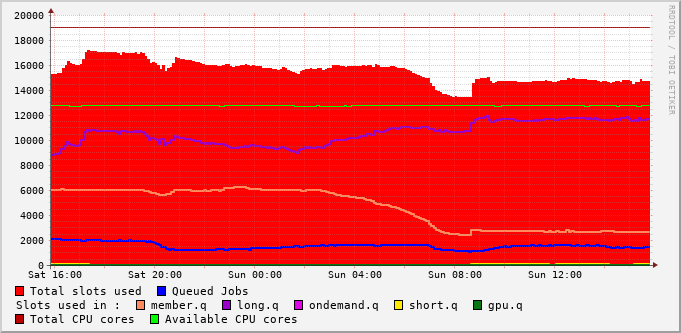 20000
18000
16000
14000
12000
10000
8000
6000
4000
2000
0
Sat 16:00 Sat 20:00 Sun 00:00 Sun 04:00 Sun 08:00 Sun 12:00
RRDTOOL / TOBI OETIKER
Total slots used Queued Jobs
Slots used in : member.q long.q ondemand.q short.q gpu.q
Total CPU cores Available CPU cores